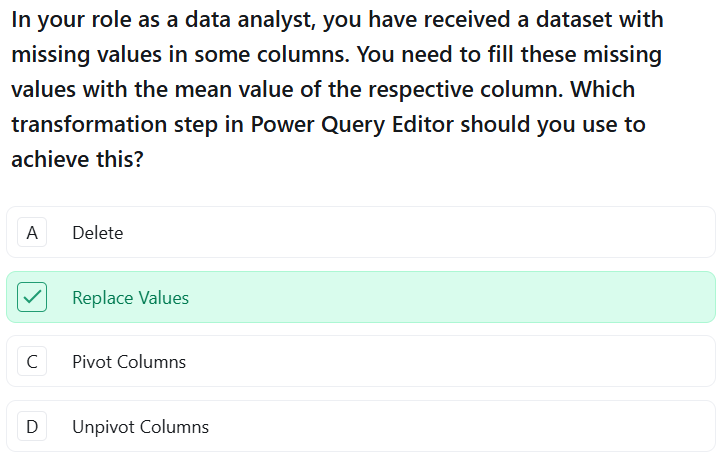 In your role as a data analyst, you have received a dataset with
missing values in some columns. You need to fill these missing
values with the mean value of the respective column. Which
transformation step in Power Query Editor should you use to
achieve this?
A Delete
Replace Values
C Pivot Columns
D Unpivot Columns